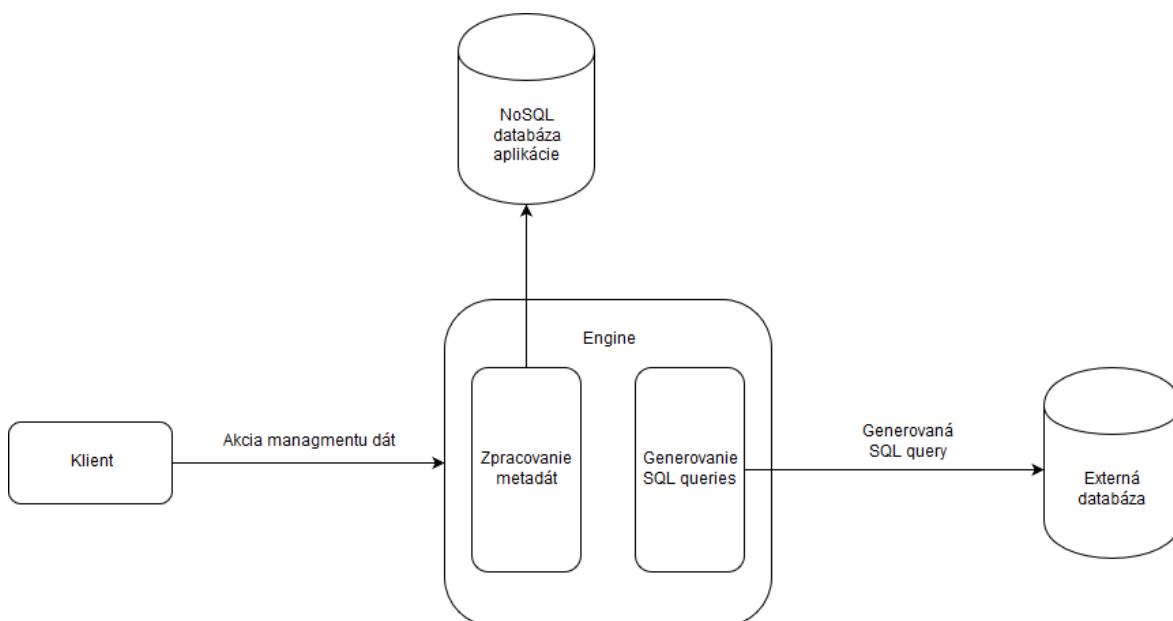 NoSQL
databáza
aplikácie
Engine
Klient
Akcia managmentu dát
Zpracovanie
metadát
Generovanie
SQL queries
Generovaná
SQL query
Externá
databáza